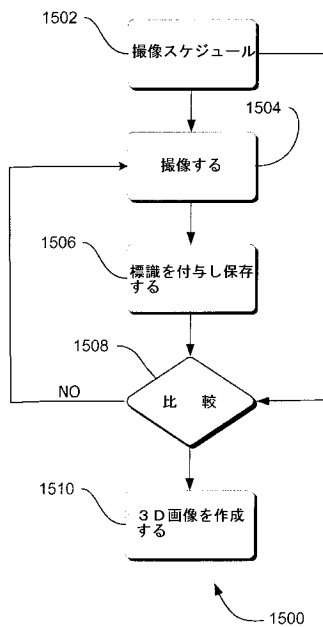 1502
撮像スケジュール
1504
撮像する
1506
標識を付与し保存
する
1508
比 較
NO
1510
3D画像を作成
する
1500